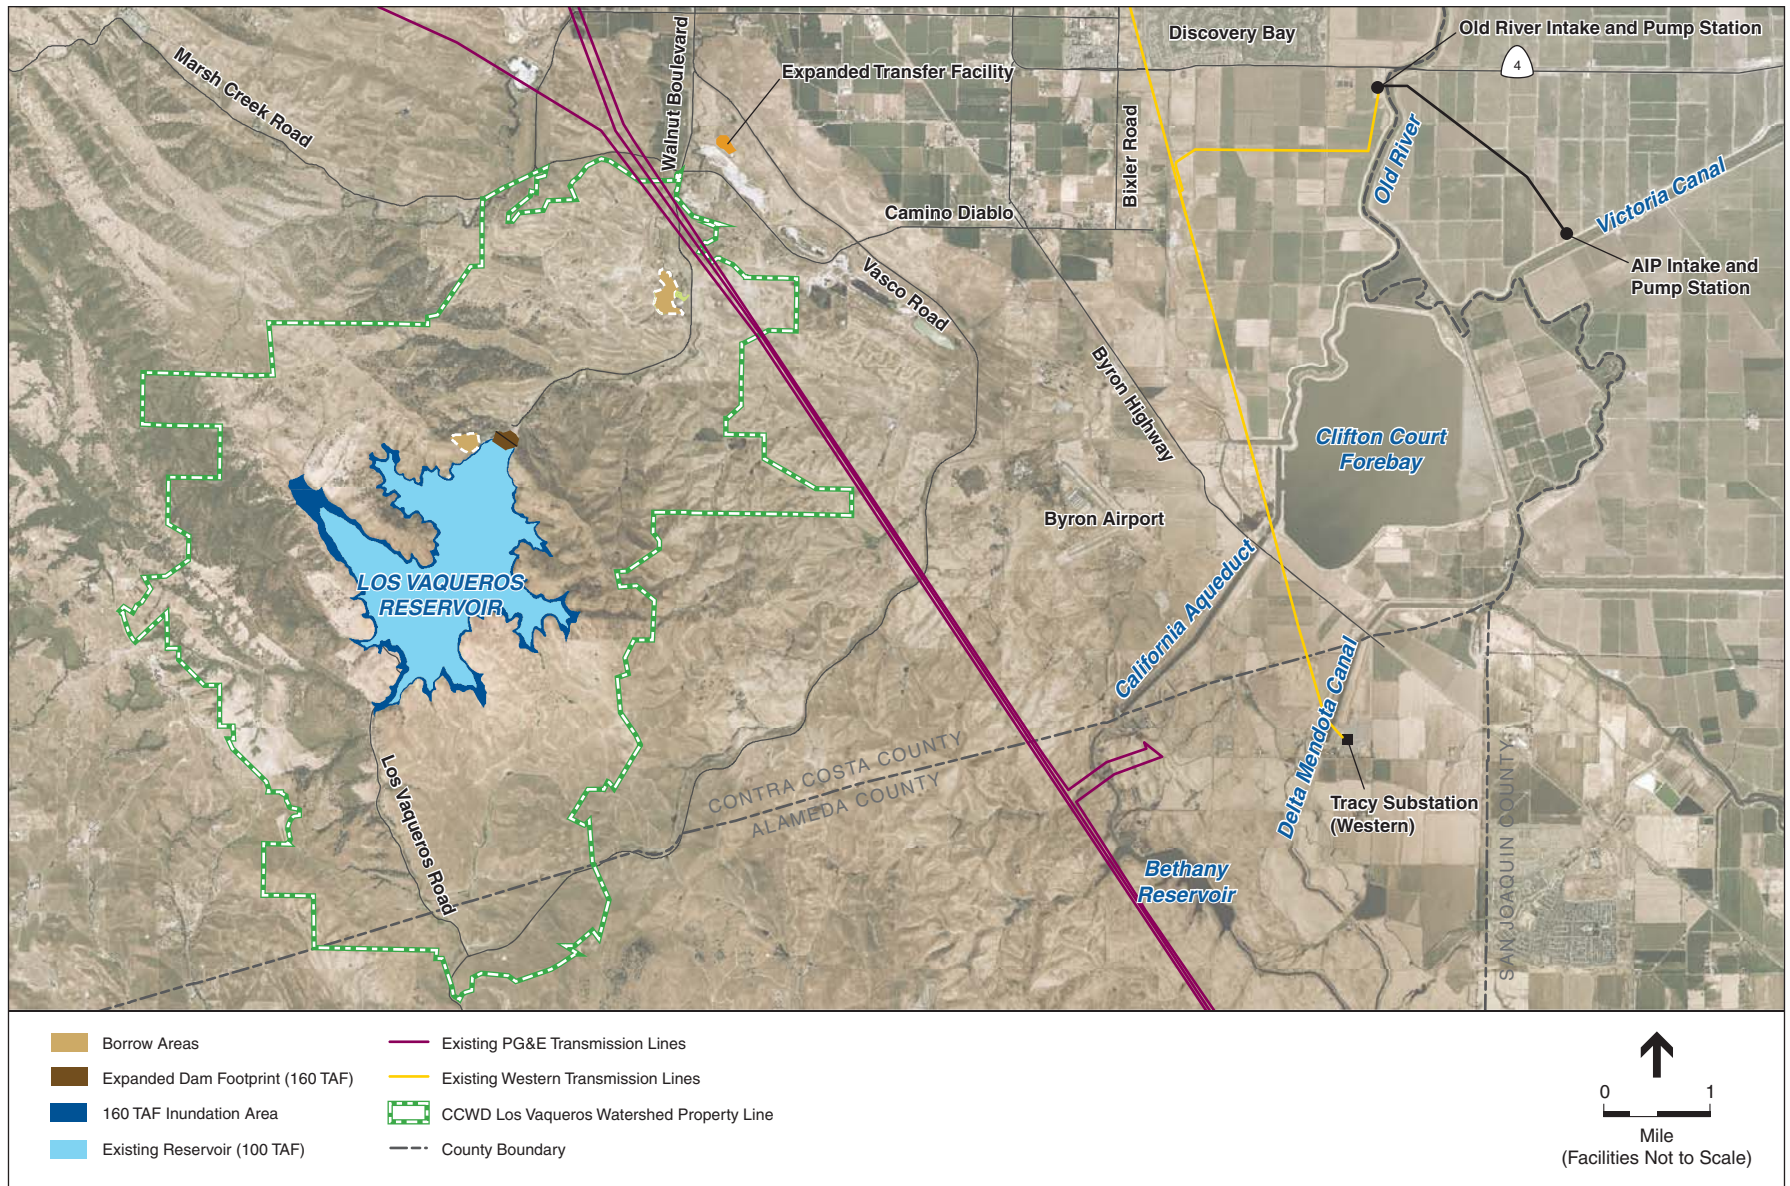 Discovery Bay
Old River Intake and Pump Station
4
Marsh Creek Road
Walnut Boulevard
Expanded Transfer Facility
Bixler Road
Old River
Victoria Canal
Camino Diablo
AIP Intake and
Pump Station
Vasco Road
Byron Highway
Clifton Court
Forebay
Byron Airport
LOS VAQUEROS
RESERVOIR
California Aqueduct
Delta Mendota Canal
Los Vaqueros Road
CONTRA COSTA COUNTY
ALAMEDA COUNTY
SAN JOAQUIN COUNTY
Tracy Substation
(Western)
Bethany
Reservoir
Borrow Areas
Expanded Dam Footprint (160 TAF)
160 TAF Inundation Area
Existing Reservoir (100 TAF)
Existing PG&E Transmission Lines
Existing Western Transmission Lines
CCWD Los Vaqueros Watershed Property Line
County Boundary
0 1
Mile
(Facilities Not to Scale)